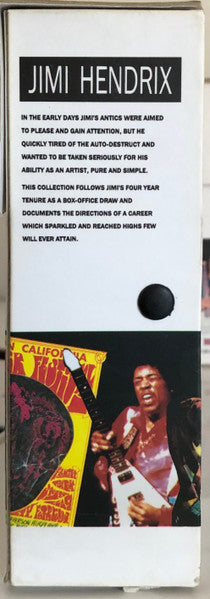 JIMI HENDRIX
IN THE EARLY DAYS JIMI'S ANTICS WERE AIMED
TO PLEASE AND GAIN ATTENTION, BUT HE
QUICKLY TIRED OF THE AUTO-DESTRUCT AND
WANTED TO BE TAKEN SERIOUSLY FOR HIS
ABILITY AS AN ARTIST, PURE AND SIMPLE.
THIS COLLECTION FOLLOWS JIMI'S FOUR YEAR
TENURE AS A BOX-OFFICE DRAW AND
DOCUMENTS THE DIRECTIONS OF A CAREER
WHICH SPARKLED AND REACHED HIGHS FEW
WILL EVER ATTAIN.
CALIFORNIA